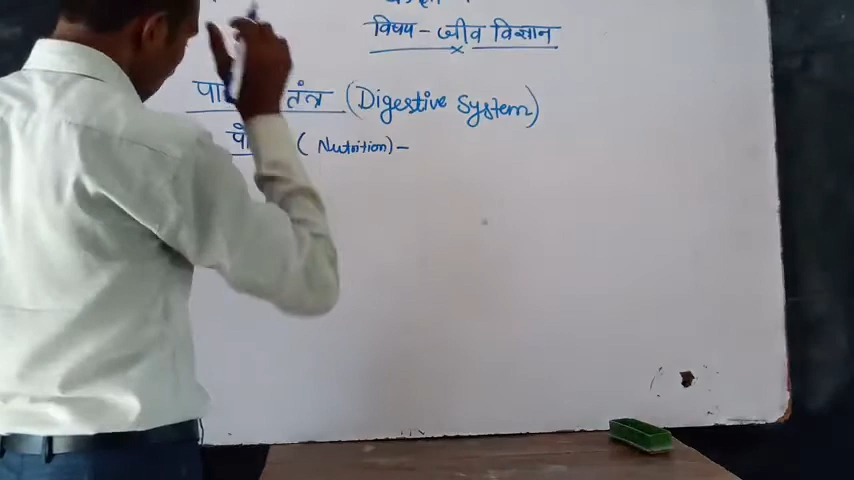 विषय - जीव विज्ञान
तंत्र (Digestive System)
(Nutrition) -